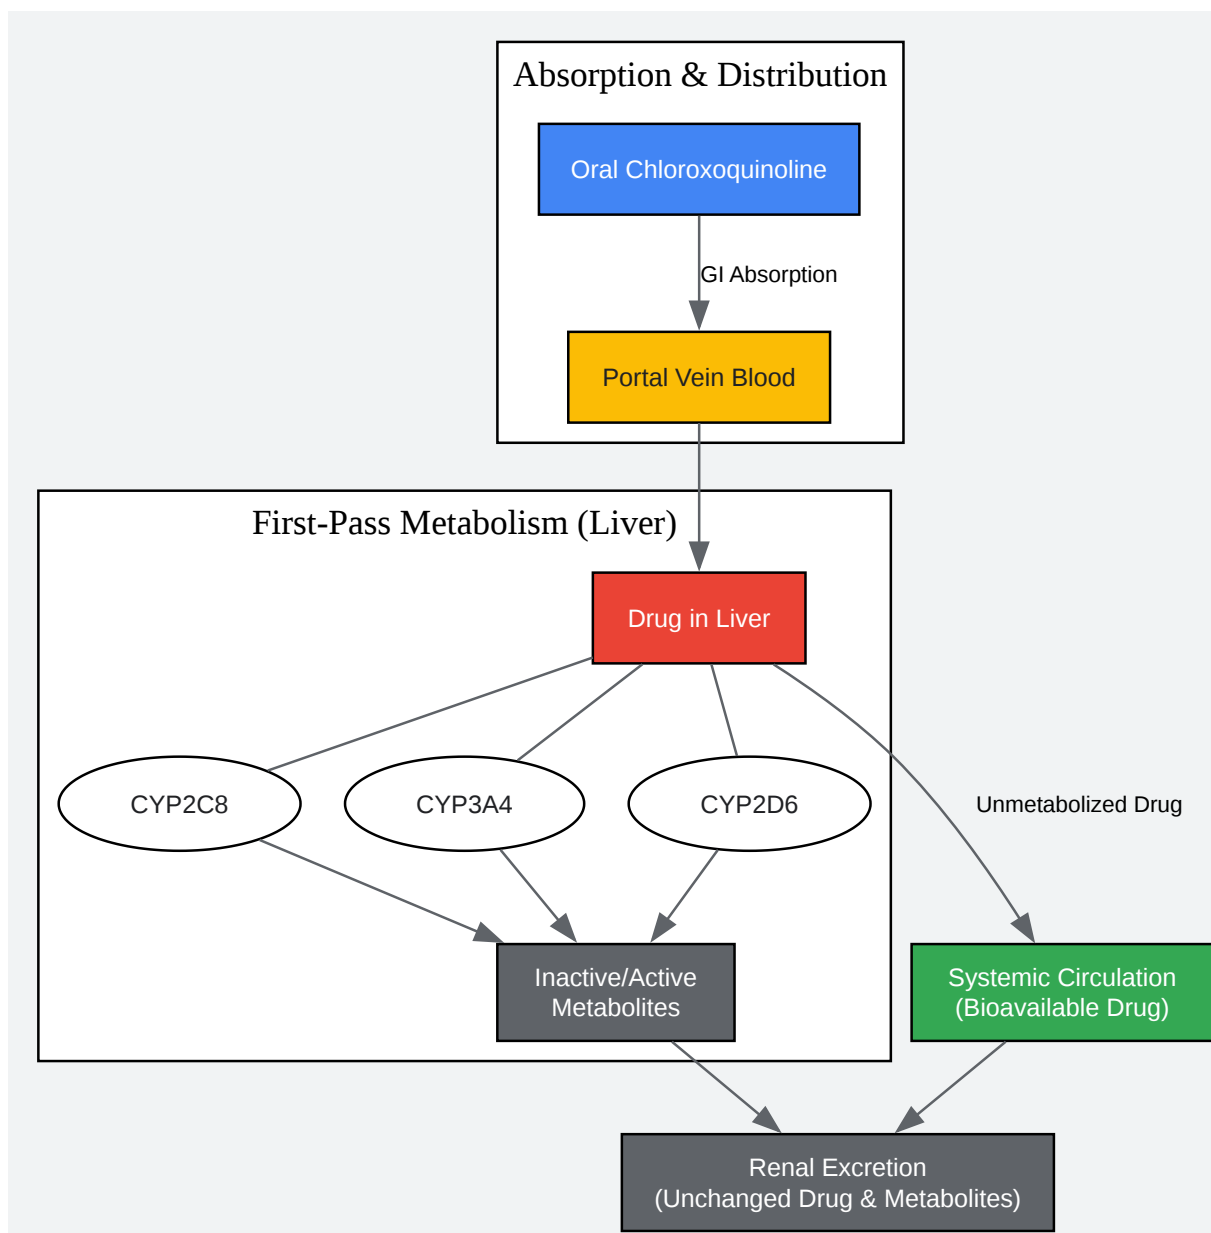 Absorption & Distribution
Oral Chloroxoquinoline
GI Absorption
Portal Vein Blood
First-Pass Metabolism (Liver)
Drug in Liver
CYP2C8
CYP3A4
CYP2D6
Unmetabolized Drug
Inactive/Active
Metabolites
Systemic Circulation
(Bioavailable Drug)
Renal Excretion
(Unchanged Drug & Metabolites)